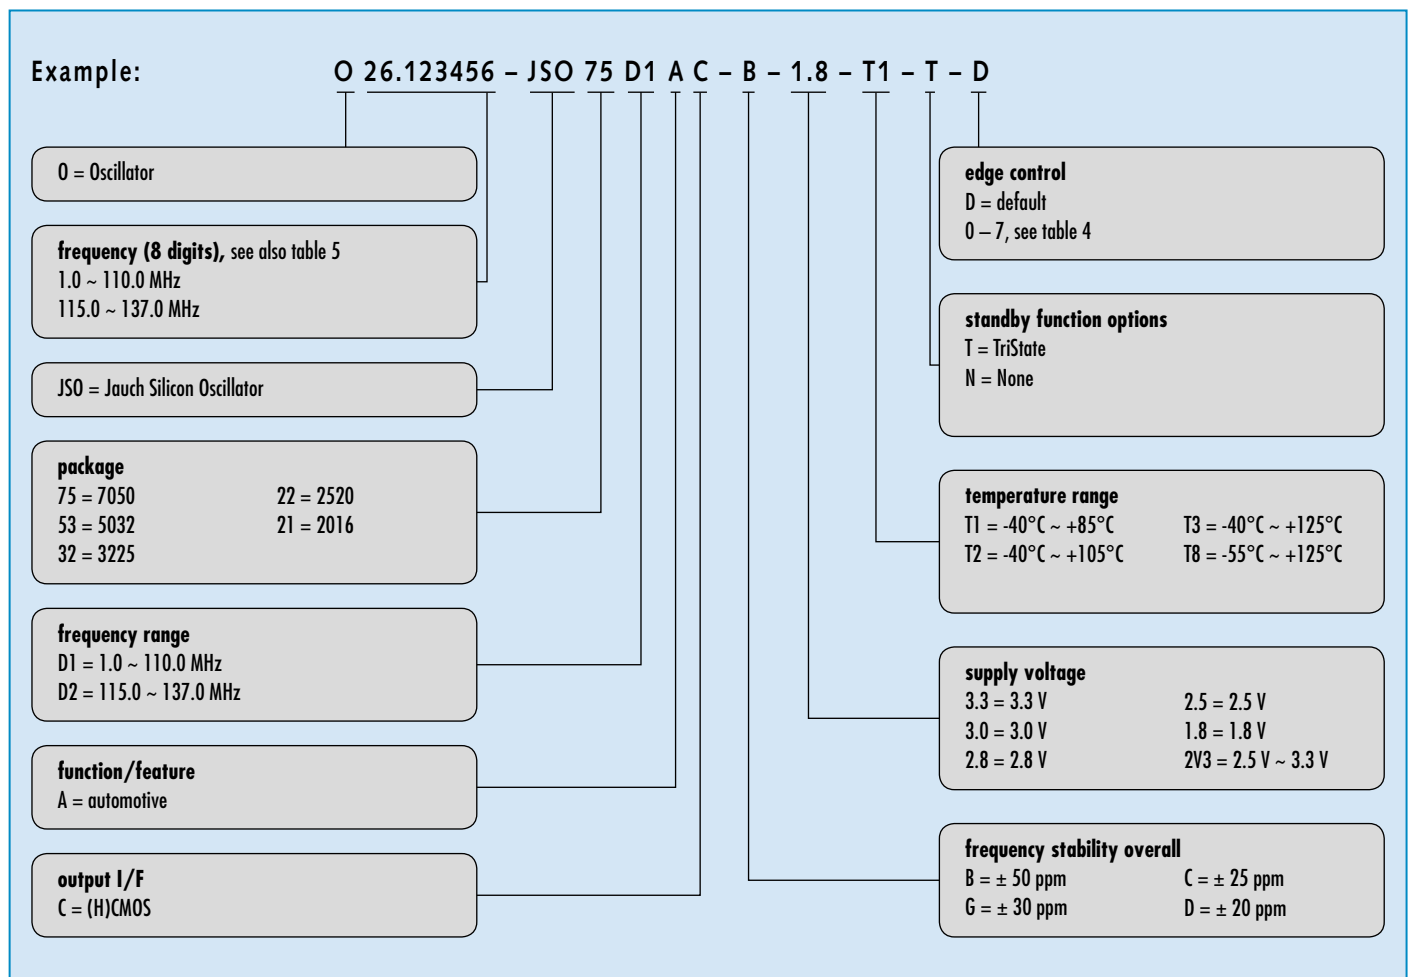 Example: O 26.123456 – JSO 75 D1 A C – B – 1.8 – T1 – T – D
O = Oscillator
frequency (8 digits), see also table 5
1.0 ~ 110.0 MHz
115.0 ~ 137.0 MHz
JSO = Jauch Silicon Oscillator
package
75 = 7050 22 = 2520
53 = 5032 21 = 2016
32 = 3225
frequency range
D1 = 1.0 ~ 110.0 MHz
D2 = 115.0 ~ 137.0 MHz
function/feature
A = automotive
output I/F
C = (H)CMOS
edge control
D = default
0 – 7, see table 4
standby function options
T = TriState
N = None
temperature range
T1 = -40°C ~ +85°C T3 = -40°C ~ +125°C
T2 = -40°C ~ +105°C T8 = -55°C ~ +125°C
supply voltage
3.3 = 3.3 V 2.5 = 2.5 V
3.0 = 3.0 V 1.8 = 1.8 V
2.8 = 2.8 V 2V3 = 2.5 V ~ 3.3 V
frequency stability overall
B = ± 50 ppm C = ± 25 ppm
G = ± 30 ppm D = ± 20 ppm